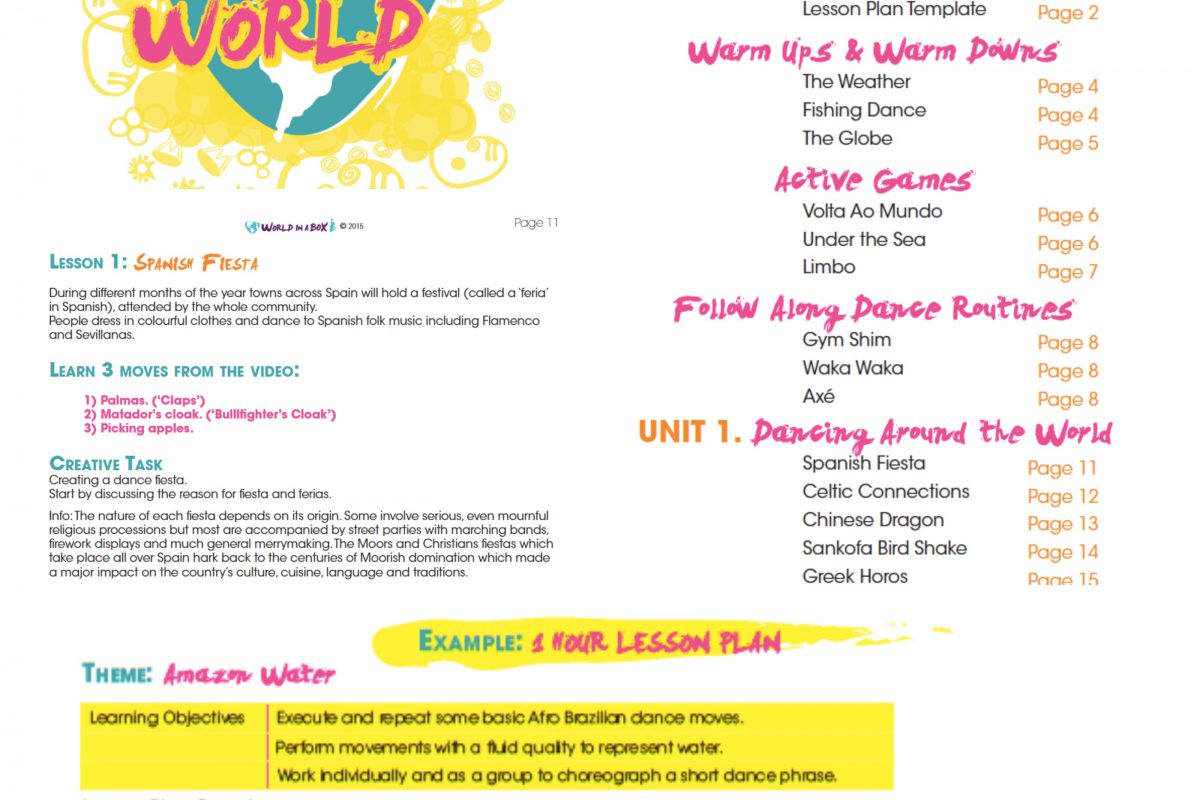 WORLD
WORLD IN A BOX © 2015
Page 11
LESSON 1: SPANISH FIESTA
During different months of the year towns across Spain will hold a festival (called a 'feria'
in Spanish), attended by the whole community.
People dress in colourful clothes and dance to Spanish folk music including Flamenco
and Sevillanas.
LEARN 3 MOVES FROM THE VIDEO:
1) Palmas. ('Claps')
2) Matador's cloak. ('Bulllfighter's Cloak')
3) Picking apples.
CREATIVE TASK
Creating a dance fiesta.
Start by discussing the reason for fiesta and ferias.
Info: The nature of each fiesta depends on its origin. Some involve serious, even mournful
religious processions but most are accompanied by street parties with marching bands,
firework displays and much general merrymaking. The Moors and Christians fiestas which
take place all over Spain hark back to the centuries of Moorish domination which made
a major impact on the country's culture, cuisine, language and traditions.
Lesson Plan Template Page 2
Warm Ups & Warm Downs
The Weather Page 4
Fishing Dance Page 4
The Globe Page 5
Active Games
Volta Ao Mundo Page 6
Under the Sea Page 6
Limbo Page 7
Follow Along Dance Routines
Gym Shim Page 8
Waka Waka Page 8
Axé Page 8
UNIT 1. Dancing Around the World
Spanish Fiesta Page 11
Celtic Connections Page 12
Chinese Dragon Page 13
Sankofa Bird Shake Page 14
Greek Horos Page 15
EXAMPLE: 1 HOUR LESSON PLAN
THEME: Amazon Water
Learning Objectives Execute and repeat some basic Afro Brazilian dance moves.
Perform movements with a fluid quality to represent water.
Work individually and as a group to choreograph a short dance phrase.